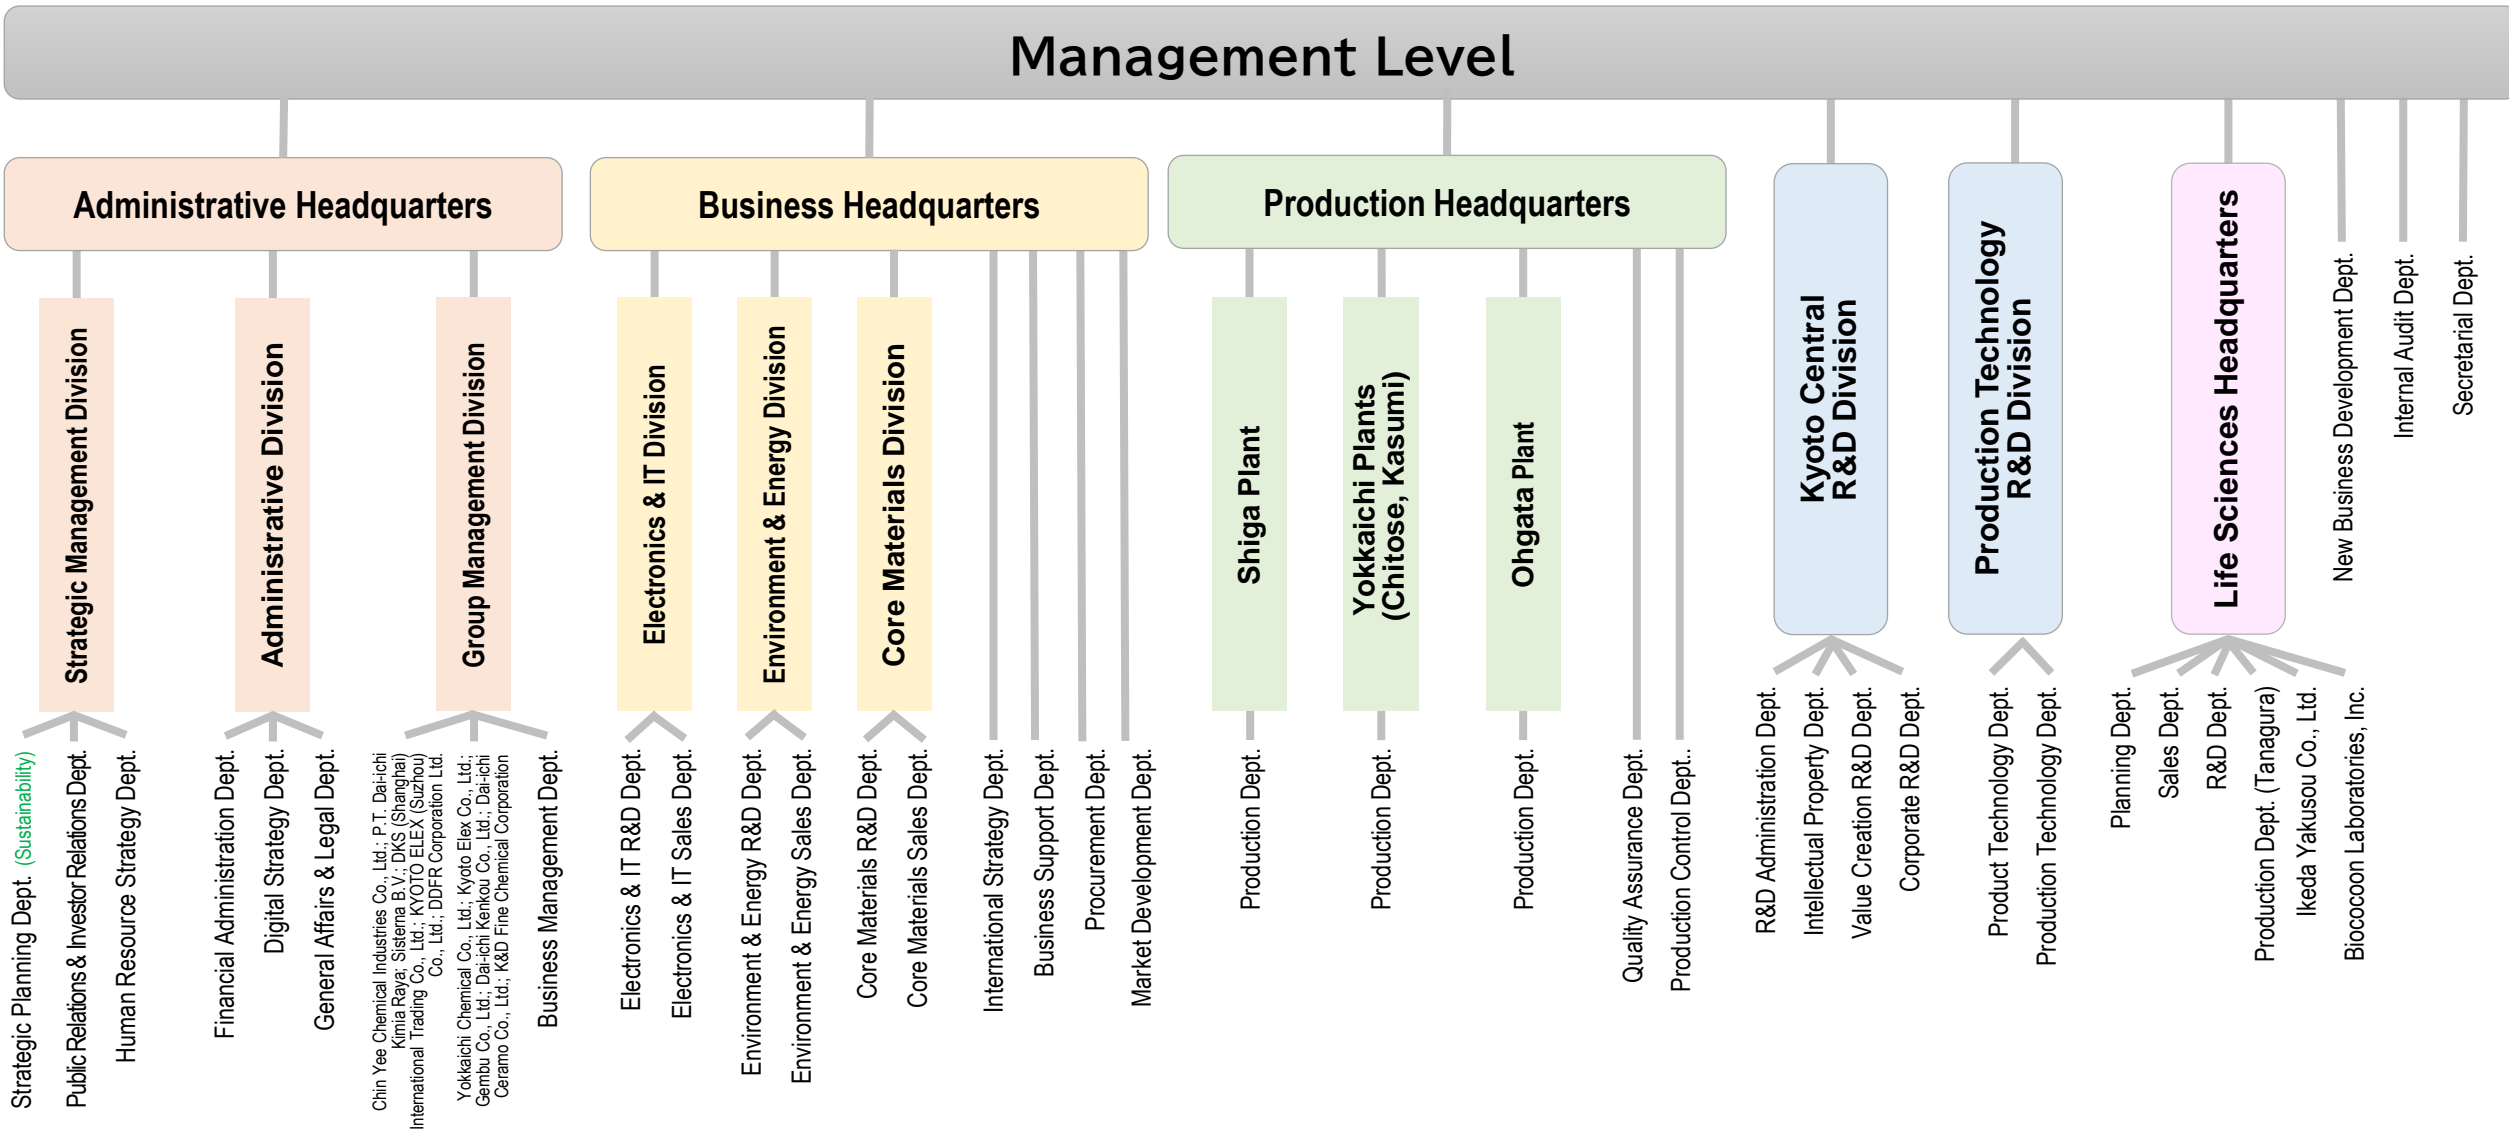 Management Level
Administrative Headquarters
Business Headquarters
Production Headquarters
Kyoto Central
R&D Division
Production Technology
R&D Division
Life Sciences Headquarters
New Business Development Dept.
Internal Audit Dept.
Secretarial Dept.
Strategic Management Division
Administrative Division
Group Management Division
Electronics & IT Division
Environment & Energy Division
Core Materials Division
Shiga Plant
Yokkaichi Plants
(Chitose, Kasumi)
Ohgata Plant
Strategic Planning Dept. (Sustainability)
Public Relations & Investor Relations Dept.
Human Resource Strategy Dept.
Financial Administration Dept.
Digital Strategy Dept.
General Affairs & Legal Dept.
Chin Yee Chemical Industries Co., Ltd.; P.T. Dai-ichi
Kimia Raya; Sisterna B.V.; DKS (Shanghai)
International Trading Co., Ltd.; KYOTO ELEX (Suzhou)
Co., Ltd.; DDFR Corporation Ltd.
Yokkaichi Chemical Co., Ltd.; Kyoto Elex Co., Ltd.;
Gembu Co., Ltd.; Dai-ichi Kenkou Co., Ltd.; Dai-ichi
Ceramo Co., Ltd.; K&D Fine Chemical Corporation
Business Management Dept.
Electronics & IT R&D Dept.
Electronics & IT Sales Dept.
Environment & Energy R&D Dept.
Environment & Energy Sales Dept.
Core Materials R&D Dept.
Core Materials Sales Dept.
International Strategy Dept.
Business Support Dept.
Procurement Dept.
Market Development Dept.
Production Dept.
Production Dept.
Production Dept.
Quality Assurance Dept.
Production Control Dept..
R&D Administration Dept.
Intellectual Property Dept.
Value Creation R&D Dept.
Corporate R&D Dept.
Product Technology Dept.
Production Technology Dept.
Planning Dept.
Sales Dept.
R&D Dept.
Production Dept. (Tanagura)
Ikeda Yakusou Co., Ltd.
Biococoon Laboratories, Inc.